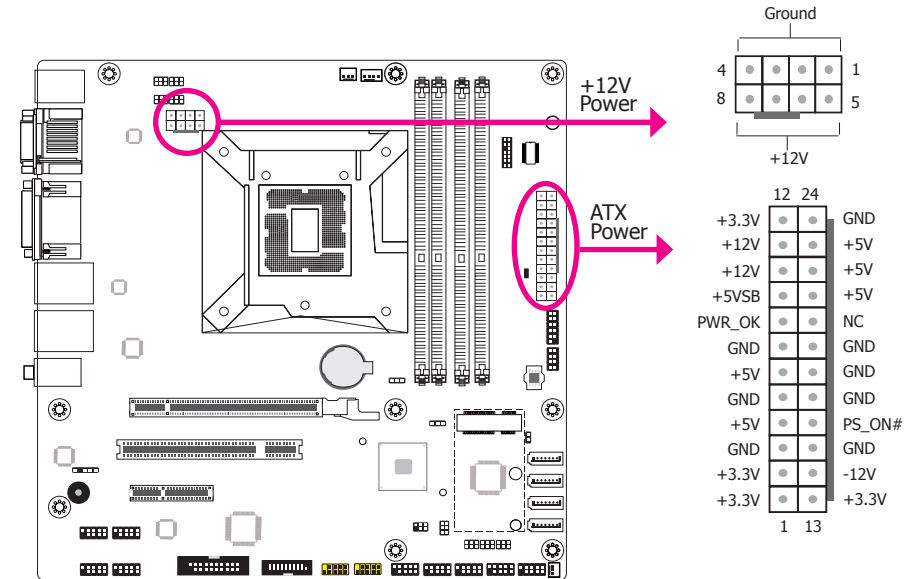 Ground
4 1
8 5
+12V
+12V
Power
ATX
Power
12 24
+3.3V GND
+12V +5V
+12V +5V
+5VSB +5V
PWR_OK NC
GND GND
+5V GND
GND GND
+5V PS_ON#
GND GND
+3.3V -12V
+3.3V +3.3V
1 13